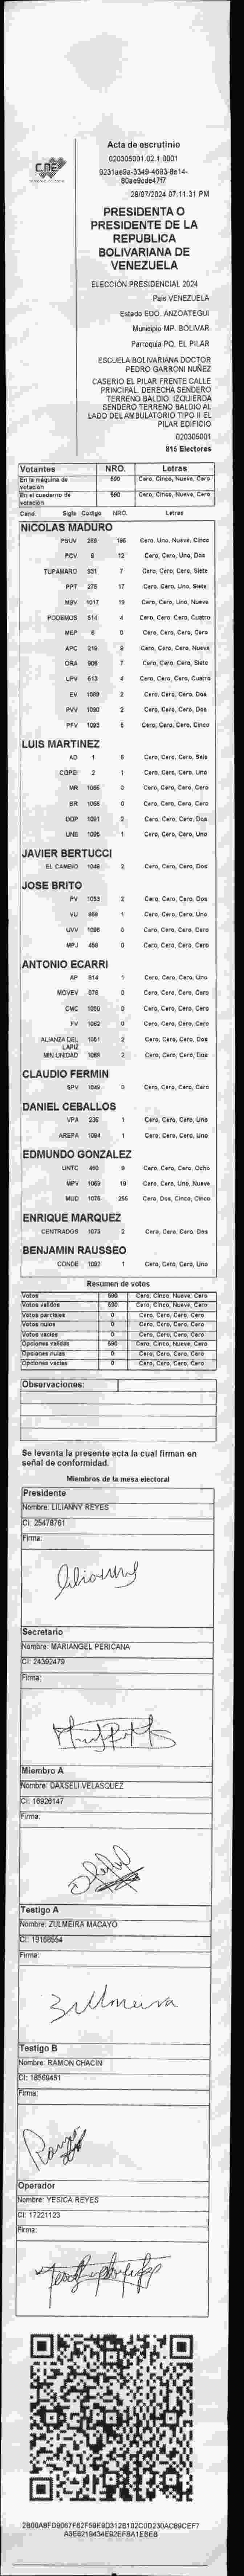 CNE
Acta de escrutinio
020305001.02.1.0001
0231ae9a-3349-4693-8e14-
80ae9cde47f7
28/07/2024 07:11:31 PM
PRESIDENTA O
PRESIDENTE DE LA
REPUBLICA
BOLIVARIANA DE
VENEZUELA
ELECCIÓN PRESIDENCIAL 2024
País VENEZUELA
Estado EDO. ANZOATEGUI
Municipio MP. BOLIVAR
Parroquia PQ. EL PILAR
ESCUELA BOLIVARIANA DOCTOR
PEDRO GARRONI NUÑEZ
CASERIO EL PILAR FRENTE CALLE
PRINCIPAL. DERECHA SENDERO
TERRENO BALDIO. IZQUIERDA
SENDERO TERRENO BALDIO AL
LADO DEL AMBULATORIO TIPO II EL
PILAR EDIFICIO
020305001
815 Electores
Votantes NRO. Letras
En la máquina de votación 590 Cero, Cinco, Nueve, Cero
En el cuaderno de votación 590 Cero, Cinco, Nueve, Cero
Cand. Sigla Código NRO. Letras
NICOLAS MADURO
PSUV 269 195 Cero, Uno, Nueve, Cinco
PCV 12 Cero, Cero, Uno, Dos
TUPAMARO 331 7 Cero, Cero, Cero, Siete
PPT 275 17 Cero, Cero, Uno, Siete
MSV 1017 19 Cero, Cero, Uno, Nueve
PODEMOS 514 4 Cero, Cero, Cero, Cuatro
MEP 6 0 Cero, Cero, Cero, Cero
APC 219 9 Cero, Cero, Cero, Nueve
ORA 906 7 Cero, Cero, Cero, Siete
UPV 613 4 Cero, Cero, Cero, Cuatro
EV 1089 2 Cero, Cero, Cero, Dos
PVV 1090 2 Cero, Cero, Cero, Dos
PFV 1093 5 Cero, Cero, Cero, Cinco
LUIS MARTINEZ
AD 1 6 Cero, Cero, Cero, Seis
COPEI 2 1 Cero, Cero, Cero, Uno
MR 0 Cero, Cero, Cero, Cero
BR 0 Cero, Cero, Cero, Cero
DDP 1091 2 Cero, Cero, Cero, Dos
UNE 1095 1 Cero, Cero, Cero, Uno
JAVIER BERTUCCI
EL CAMBIO 1048 2 Cero, Cero, Cero, Dos
JOSE BRITO
PV 1053 2 Cero, Cero, Cero, Dos
VU 1 Cero, Cero, Cero, Uno
UVV 1096 0 Cero, Cero, Cero, Cero
MPJ 458 0 Cero, Cero, Cero, Cero
ANTONIO ECARRI
AP 814 1 Cero, Cero, Cero, Uno
MOVEV 976 0 Cero, Cero, Cero, Cero
CMC 1050 0 Cero, Cero, Cero, Cero
FV 1062 0 Cero, Cero, Cero, Cero
ALIANZA DEL LAPIZ 1051 2 Cero, Cero, Cero, Dos
MIN UNIDAD 2 Cero, Cero, Cero, Dos
CLAUDIO FERMIN
SPV 1049 0 Cero, Cero, Cero, Cero
DANIEL CEBALLOS
VPA 235 1 Cero, Cero, Cero, Uno
AREPA 1094 1 Cero, Cero, Cero, Uno
EDMUNDO GONZALEZ
UNTC 460 8 Cero, Cero, Cero, Ocho
MPV 1069 19 Cero, Cero, Uno, Nueve
MUD 1075 255 Cero, Dos, Cinco, Cinco
ENRIQUE MARQUEZ
CENTRADOS 1073 2 Cero, Cero, Cero, Dos
BENJAMIN RAUSSEO
CONDE 1092 1 Cero, Cero, Cero, Uno
Resumen de votos
Votos 590 Cero, Cinco, Nueve, Cero
Votos validos 590 Cero, Cinco, Nueve, Cero
Votos parciales 0 Cero, Cero, Cero, Cero
Votos nulos 0 Cero, Cero, Cero, Cero
Votos vacios 0 Cero, Cero, Cero, Cero
Opciones validas 590 Cero, Cinco, Nueve, Cero
Opciones nulas 0 Cero, Cero, Cero, Cero
Opciones vacias 0 Cero, Cero, Cero, Cero
Observaciones:
Se levanta la presente acta la cual firman en
señal de conformidad.
Miembros de la mesa electoral
Presidente
Nombre: LILIANNY REYES
CI: 25478761
Firma:
Secretario
Nombre: MARIANGEL PERICANA
CI: 24392479
Firma:
Miembro A
Nombre: DAXSELI VELASQUEZ
CI: 16926147
Firma:
Testigo A
Nombre: ZULMEIRA MACAYO
CI: 19168554
Firma:
Zulmeira
Testigo B
Nombre: RAMON CHACIN
CI: 18569451
Firma:
Operador
Nombre: YESICA REYES
CI: 17221123
Firma:
2B00A8FD9067F62F59E9D312B102C0D230AC89CEF7
A3E6219434E92EFBA1E8EB